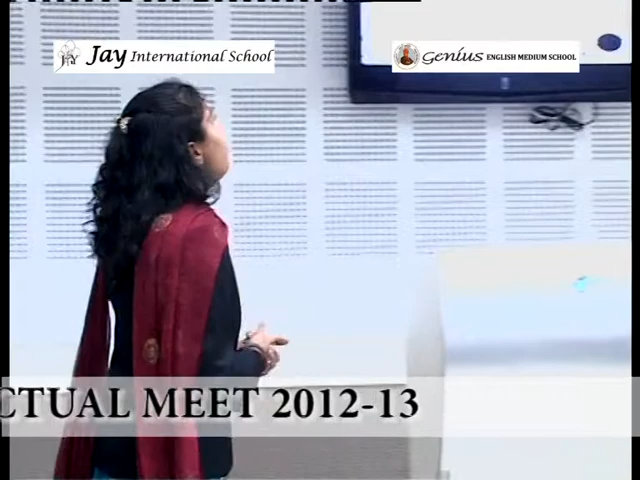 Jay International School
Genius ENGLISH MEDIUM SCHOOL
CTUAL MEET 2012-13